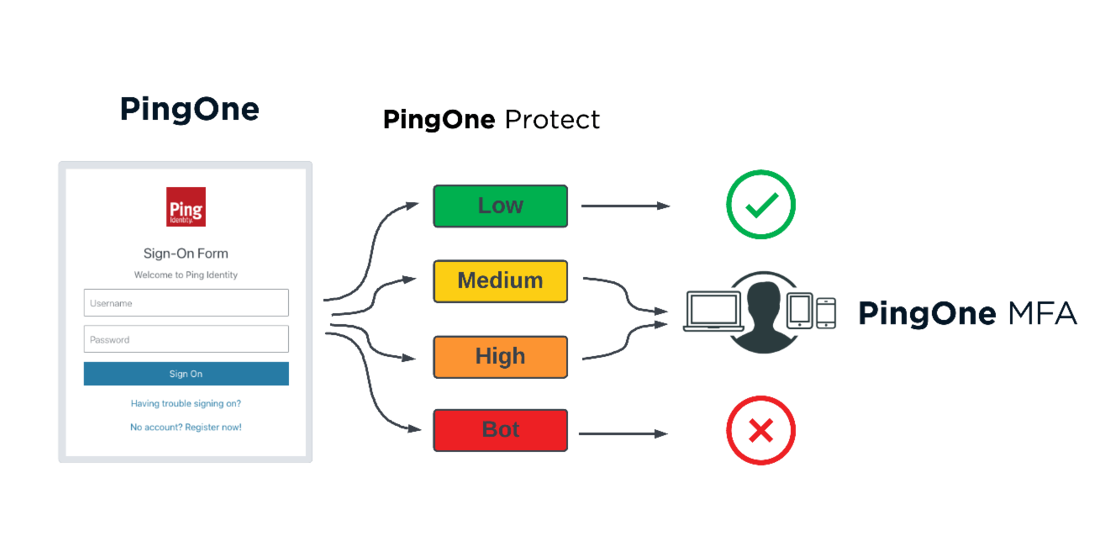 PingOne
PingOne Protect
Ping
Identity.
Sign-On Form
Welcome to Ping Identity
Username
Password
Sign On
Having trouble signing on?
No account? Register now!
Low
Medium
High
Bot
PingOne MFA